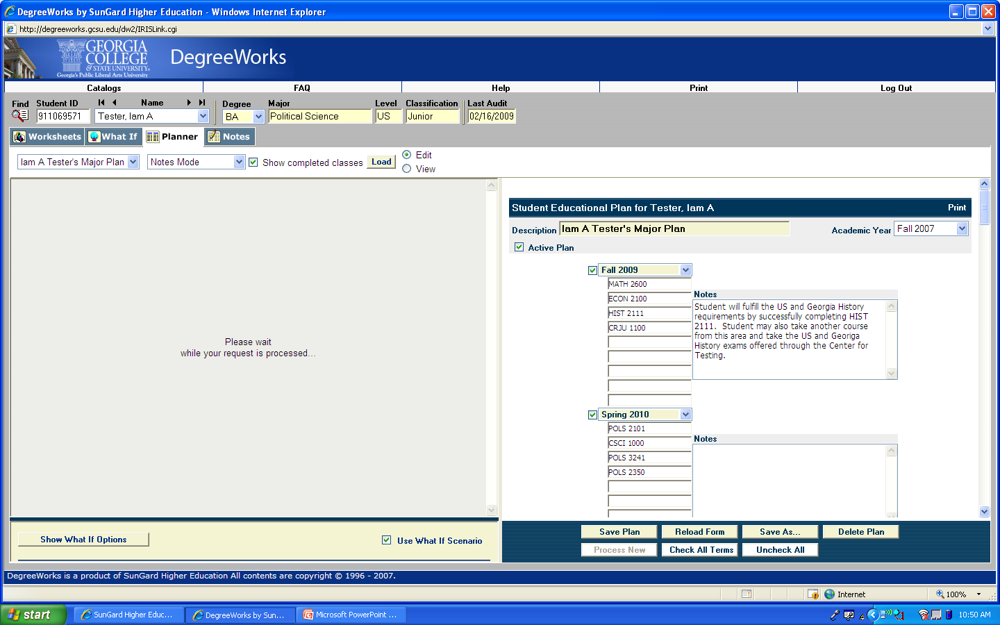 DegreeWorks by SunGard Higher Education - Windows Internet Explorer
http://degreeworks.gcsu.edu/dw2/IRISLink.cgi
GEORGIA
COLLEGE
& STATE UNIVERSITY
Georgia's Public Liberal Arts University
DegreeWorks
Catalogs FAQ Help Print Log Out
Find Student ID Name Degree Major Level Classification Last Audit
911069571 Tester, Iam A BA Political Science US Junior 02/16/2009
Worksheets What If Planner Notes
Iam A Tester's Major Plan Notes Mode Show completed classes Load Edit
View
Please wait
while your request is processed...
Show What If Options Use What If Scenario
Student Educational Plan for Tester, Iam A Print
Description Iam A Tester's Major Plan Academic Year Fall 2007
Active Plan
Fall 2009
MATH 2600
ECON 2100
HIST 2111
CRJU 1100
Notes
Student will fulfill the US and Georgia History
requirements by successfully completing HIST
2111. Student may also take another course
from this area and take the US and Georiga
History exams offered through the Center for
Testing.
Spring 2010
POLS 2101
CSCI 1000
POLS 3241
POLS 2350
Notes
Save Plan Reload Form Save As... Delete Plan
Process New Check All Terms Uncheck All
DegreeWorks is a product of SunGard Higher Education All contents are copyright © 1996 - 2007.
Internet 100%
start SunGard Higher Educ... DegreeWorks by Sun... Microsoft PowerPoint ... 10:50 AM